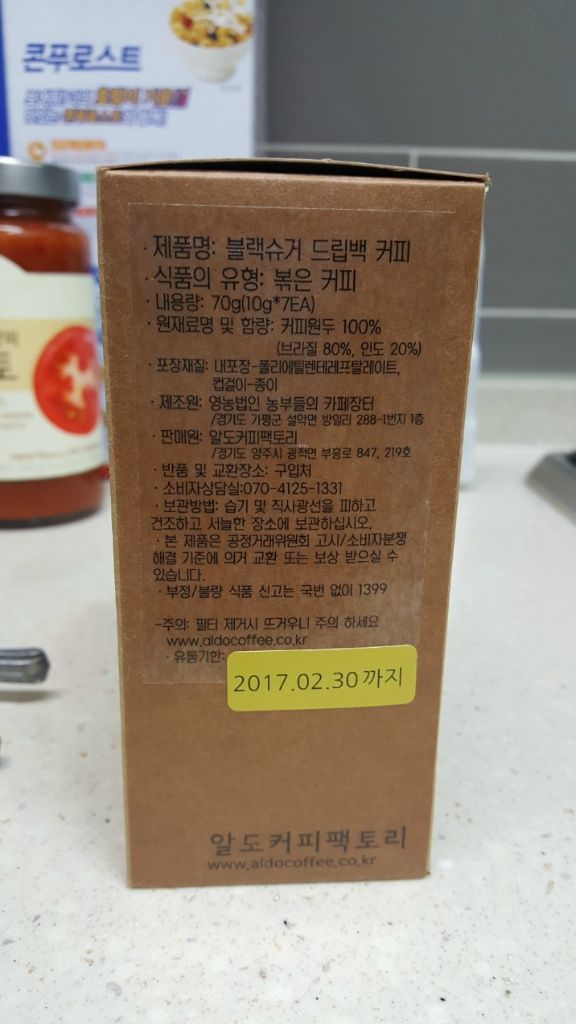 콘푸로스트
· 제품명: 블랙슈거 드립백 커피
· 식품의 유형: 볶은 커피
· 내용량: 70g(10g*7EA)
· 원재료명 및 함량: 커피원두 100%
(브라질 80%, 인도 20%)
· 포장재질: 내포장-폴리에틸렌테레프탈레이트,
컵걸이-종이
· 제조원: 영농법인 농부들의 카페장터
/경기도 가평군 설악면 방일리 288-1번지 1층
· 판매원: 알도커피팩토리
/경기도 양주시 광적면 부흥로 847, 219호
· 반품 및 교환장소: 구입처
· 소비자상담실:070-4125-1331
· 보관방법: 습기 및 직사광선을 피하고
건조하고 서늘한 장소에 보관하십시오.
· 본 제품은 공정거래위원회 고시/소비자분쟁
해결 기준에 의거 교환 또는 보상 받으실 수
있습니다.
· 부정/불량 식품 신고는 국번 없이 1399
-주의: 필터 제거시 뜨거우니 주의 하세요
www.aldocoffee.co.kr
· 유통기한:
2017.02.30까지
알도커피팩토리
www.aldocoffee.co.kr